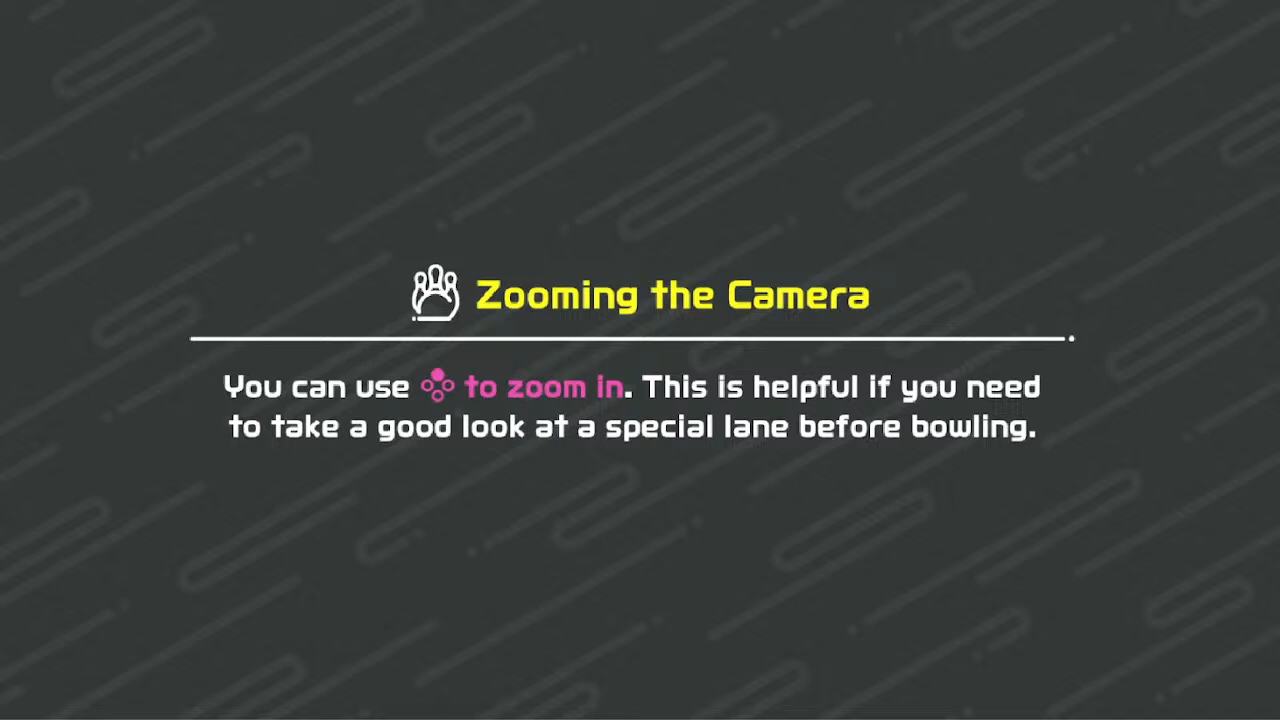 Zooming the Camera
You can use to zoom in. This is helpful if you need
to take a good look at a special lane before bowling.